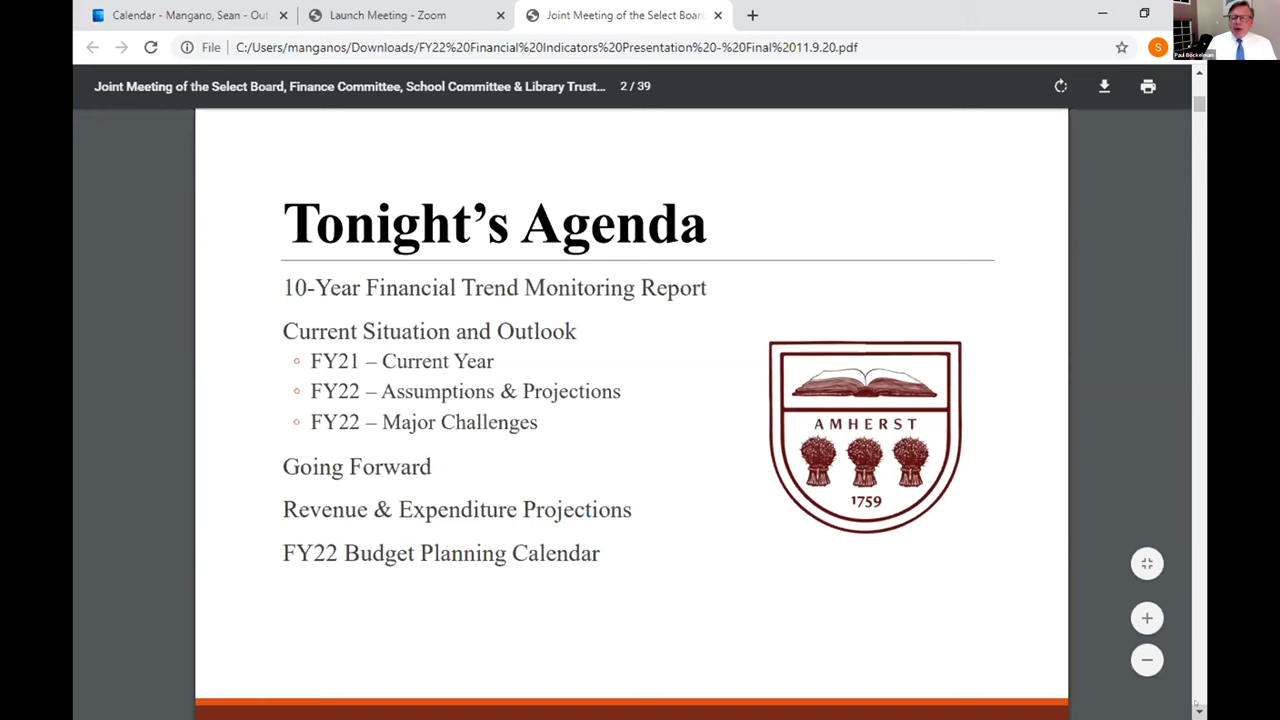 Calendar - Mangano, Sean - Out
Launch Meeting - Zoom
Joint Meeting of the Select Board
File
C:/Users/manganos/Downloads/FY22%20Financial%20Indicators%20Presentation%20-%20Final%2011.9.20.pdf
S
Paul Bockelman
Joint Meeting of the Select Board, Finance Committee, School Committee & Library Trust...
2 / 39
Tonight's Agenda
10-Year Financial Trend Monitoring Report
Current Situation and Outlook
FY21 – Current Year
FY22 – Assumptions & Projections
FY22 – Major Challenges
Going Forward
Revenue & Expenditure Projections
FY22 Budget Planning Calendar
AMHERST
1759